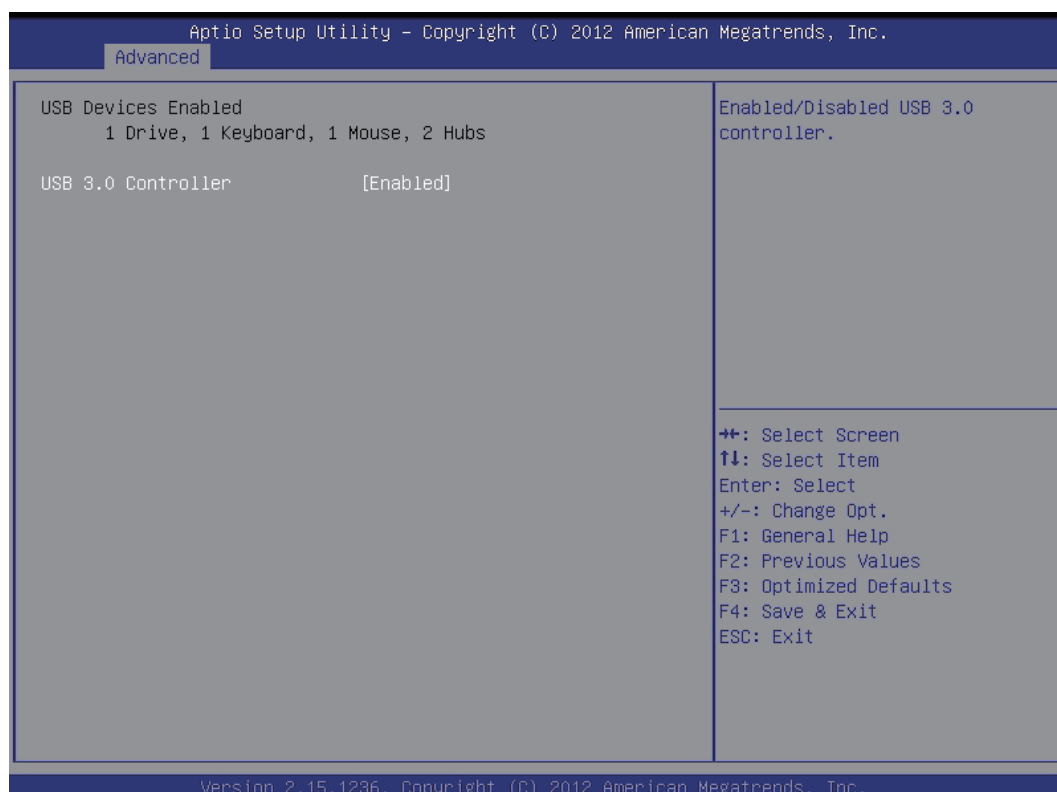 Aptio Setup Utility – Copyright (C) 2012 American Megatrends, Inc.
Advanced
USB Devices Enabled
1 Drive, 1 Keyboard, 1 Mouse, 2 Hubs
USB 3.0 Controller [Enabled]
Enabled/Disabled USB 3.0
controller.
→←: Select Screen
↑↓: Select Item
Enter: Select
+/-: Change Opt.
F1: General Help
F2: Previous Values
F3: Optimized Defaults
F4: Save & Exit
ESC: Exit
Version 2.15.1236. Copyright (C) 2012 American Megatrends, Inc.